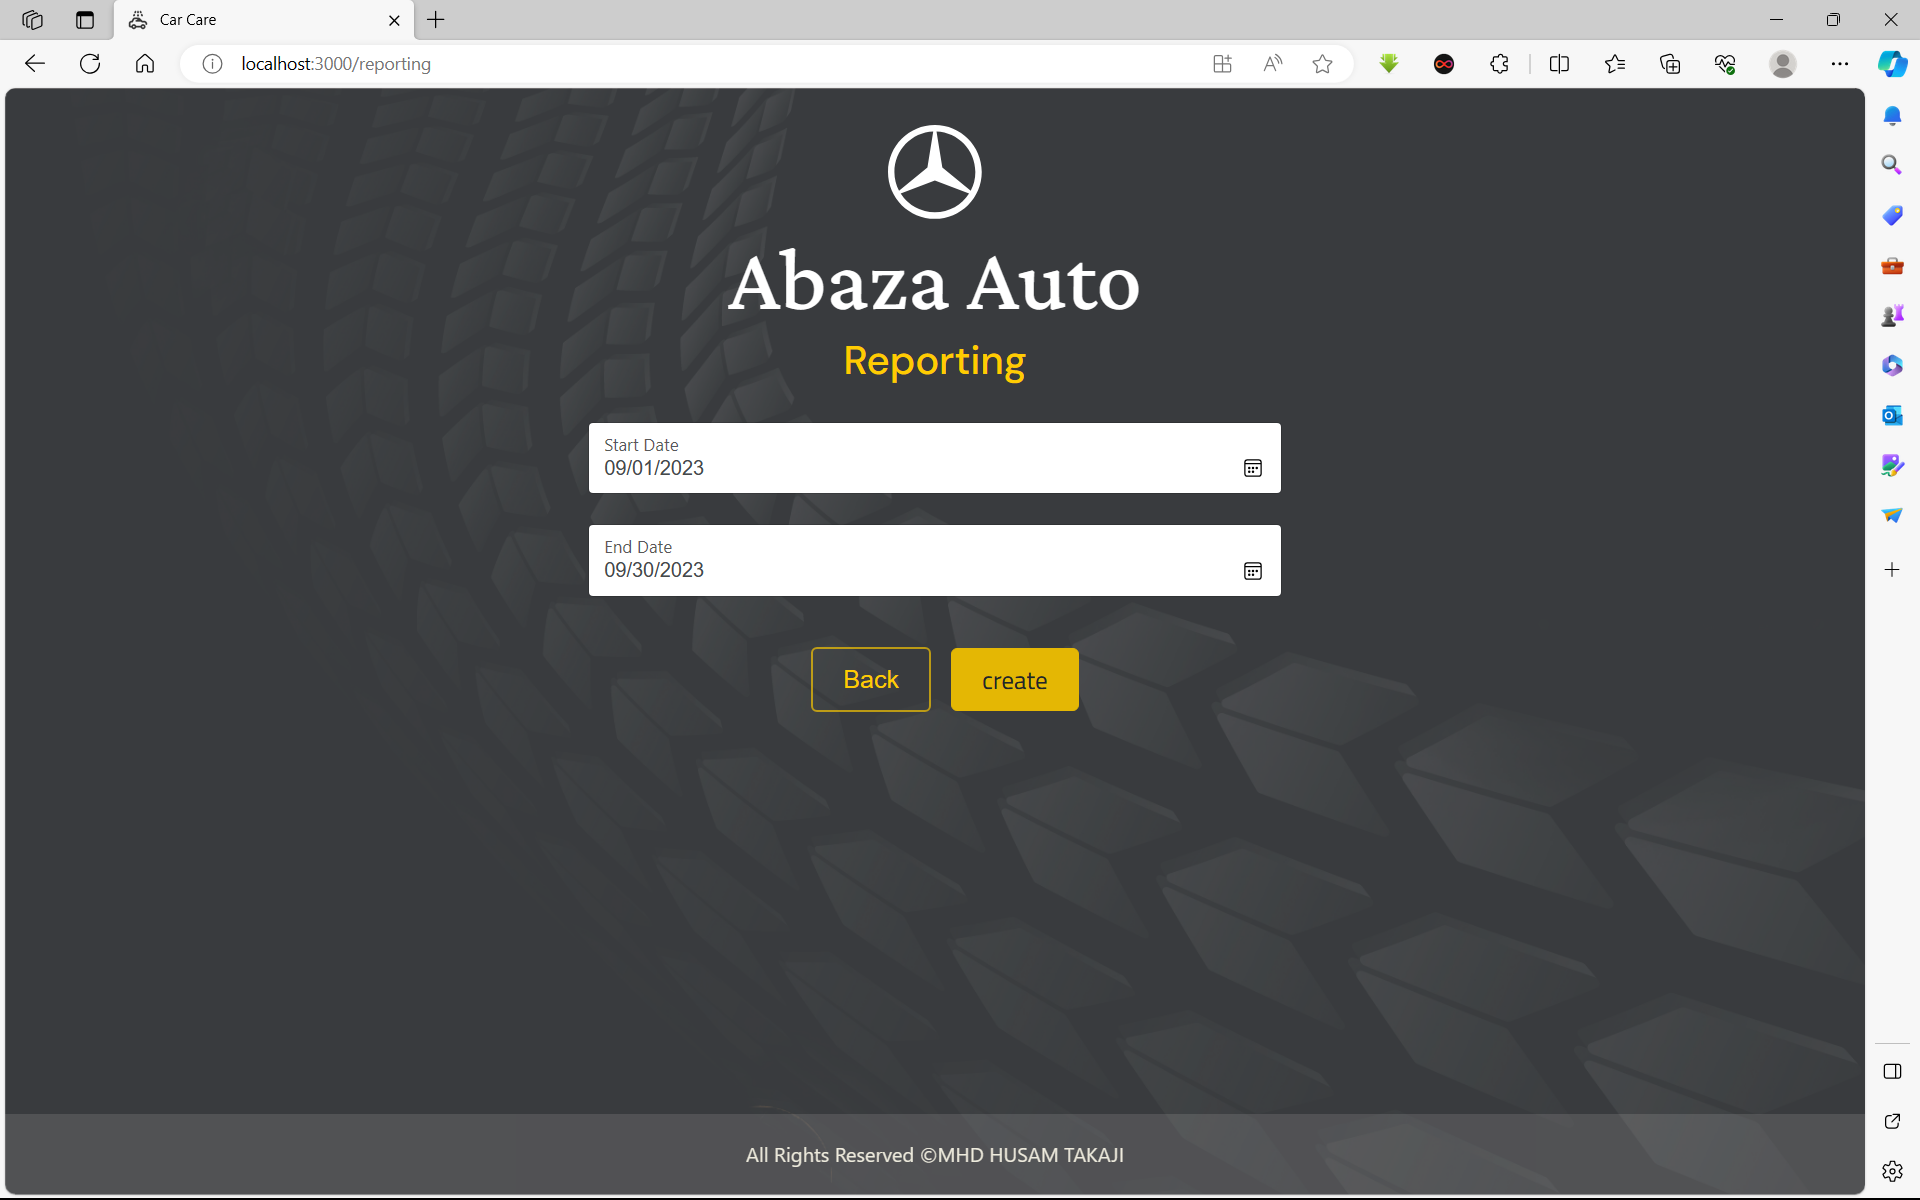 Car Care
localhost:3000/reporting
Abaza Auto
Reporting
Start Date
09/01/2023
End Date
09/30/2023
Back
create
All Rights Reserved ©MHD HUSAM TAKAJI